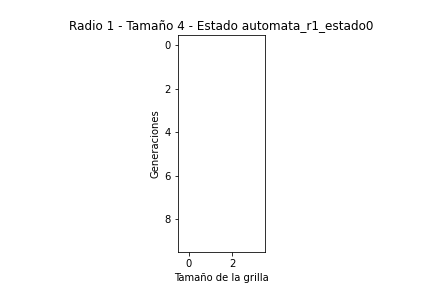 Radio 1 - Tamaño 4 - Estado automata_r1_estado0
Generaciones
0
2
4
6
8
0 2
Tamaño de la grilla